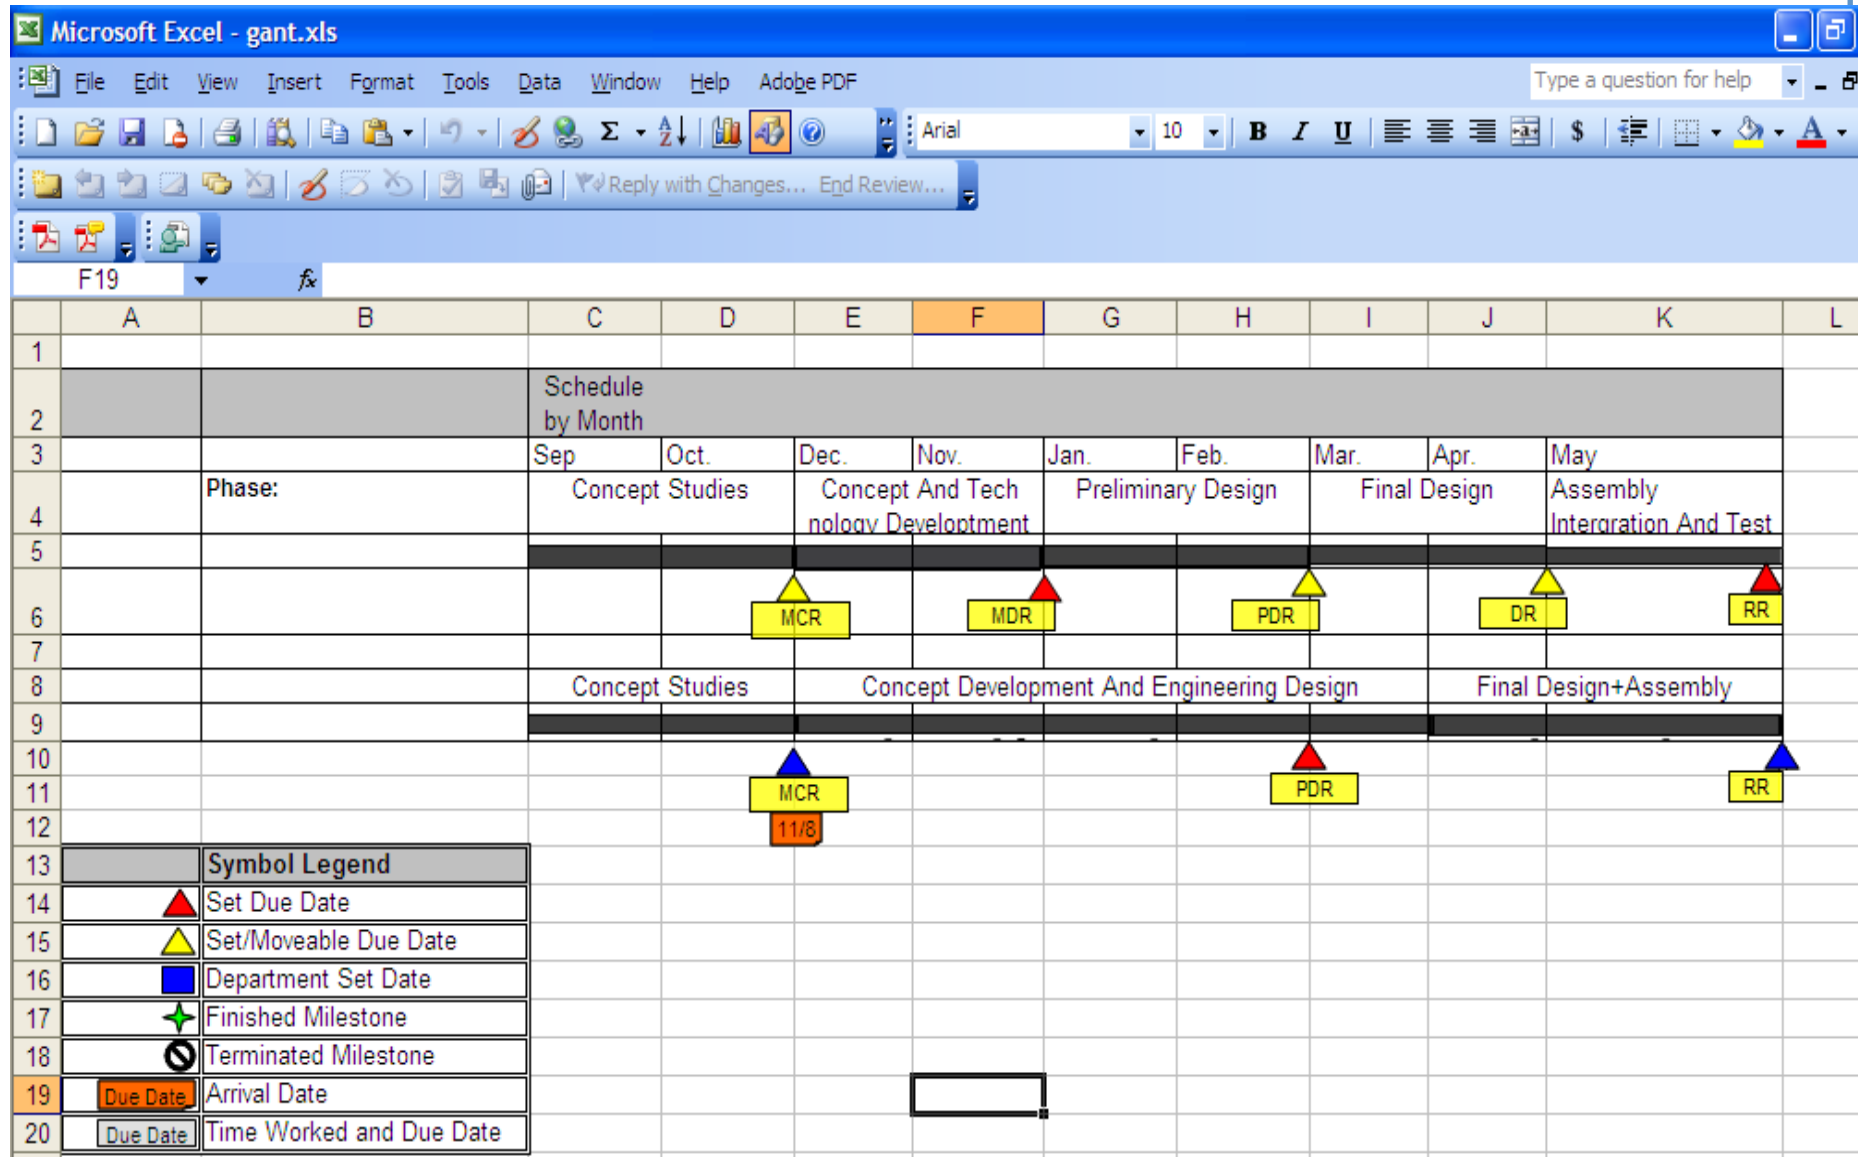 Microsoft Excel - gant.xls
File Edit View Insert Format Tools Data Window Help Adobe PDF Type a question for help
Arial 10 B I U $ A
Reply with Changes... End Review...
F19 fx
A B C D E F G H I J K L
1
2 Schedule
by Month
3 Sep Oct. Dec. Nov. Jan. Feb. Mar. Apr. May
4 Phase: Concept Studies Concept And Tech Preliminary Design Final Design Assembly
nology Developtment Intergration And Test
5
6 MCR MDR PDR DR RR
7
8 Concept Studies Concept Development And Engineering Design Final Design+Assembly
9
10
11 MCR PDR RR
12 11/8
13 Symbol Legend
14 Set Due Date
15 Set/Moveable Due Date
16 Department Set Date
17 Finished Milestone
18 Terminated Milestone
19 Due Date Arrival Date
20 Due Date Time Worked and Due Date